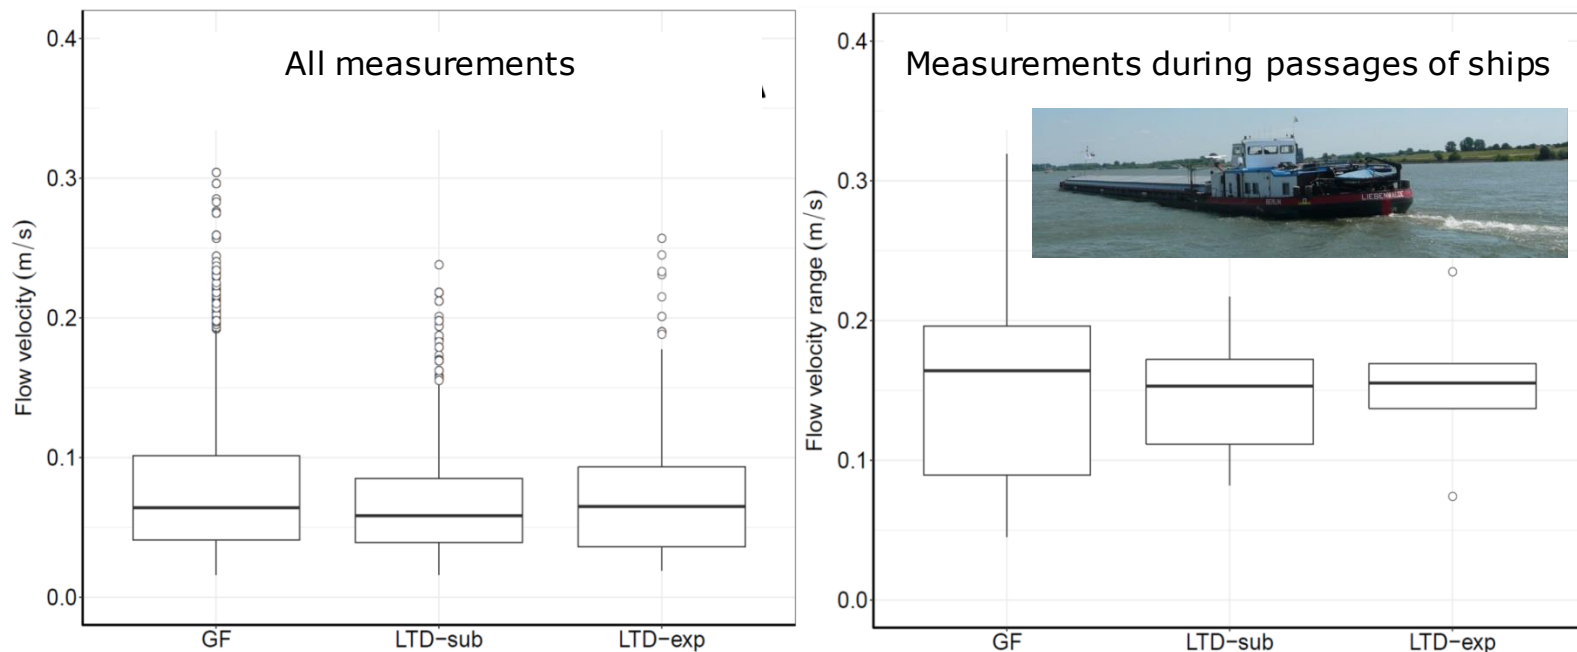 All measurements
0.4
0.3
0.2
0.1
0.0
Flow velocity (m/s)
GF
LTD-sub
LTD-exp
Measurements during passages of ships
0.4
0.3
0.2
0.1
0.0
Flow velocity range (m/s)
GF
LTD-sub
LTD-exp
BERLIN
LIEBENWALDE